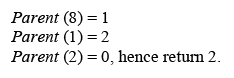 Parent (8) = 1
Parent (1) = 2
Parent (2) = 0, hence return 2.